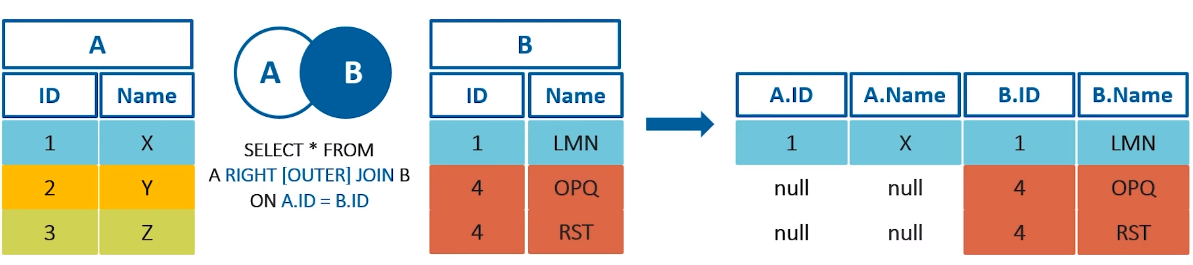 A
ID Name
1 X
2 Y
3 Z
A B
SELECT * FROM
A RIGHT [OUTER] JOIN B
ON A.ID = B.ID
B
ID Name
1 LMN
4 OPQ
4 RST
A.ID A.Name B.ID B.Name
1 X 1 LMN
null null 4 OPQ
null null 4 RST